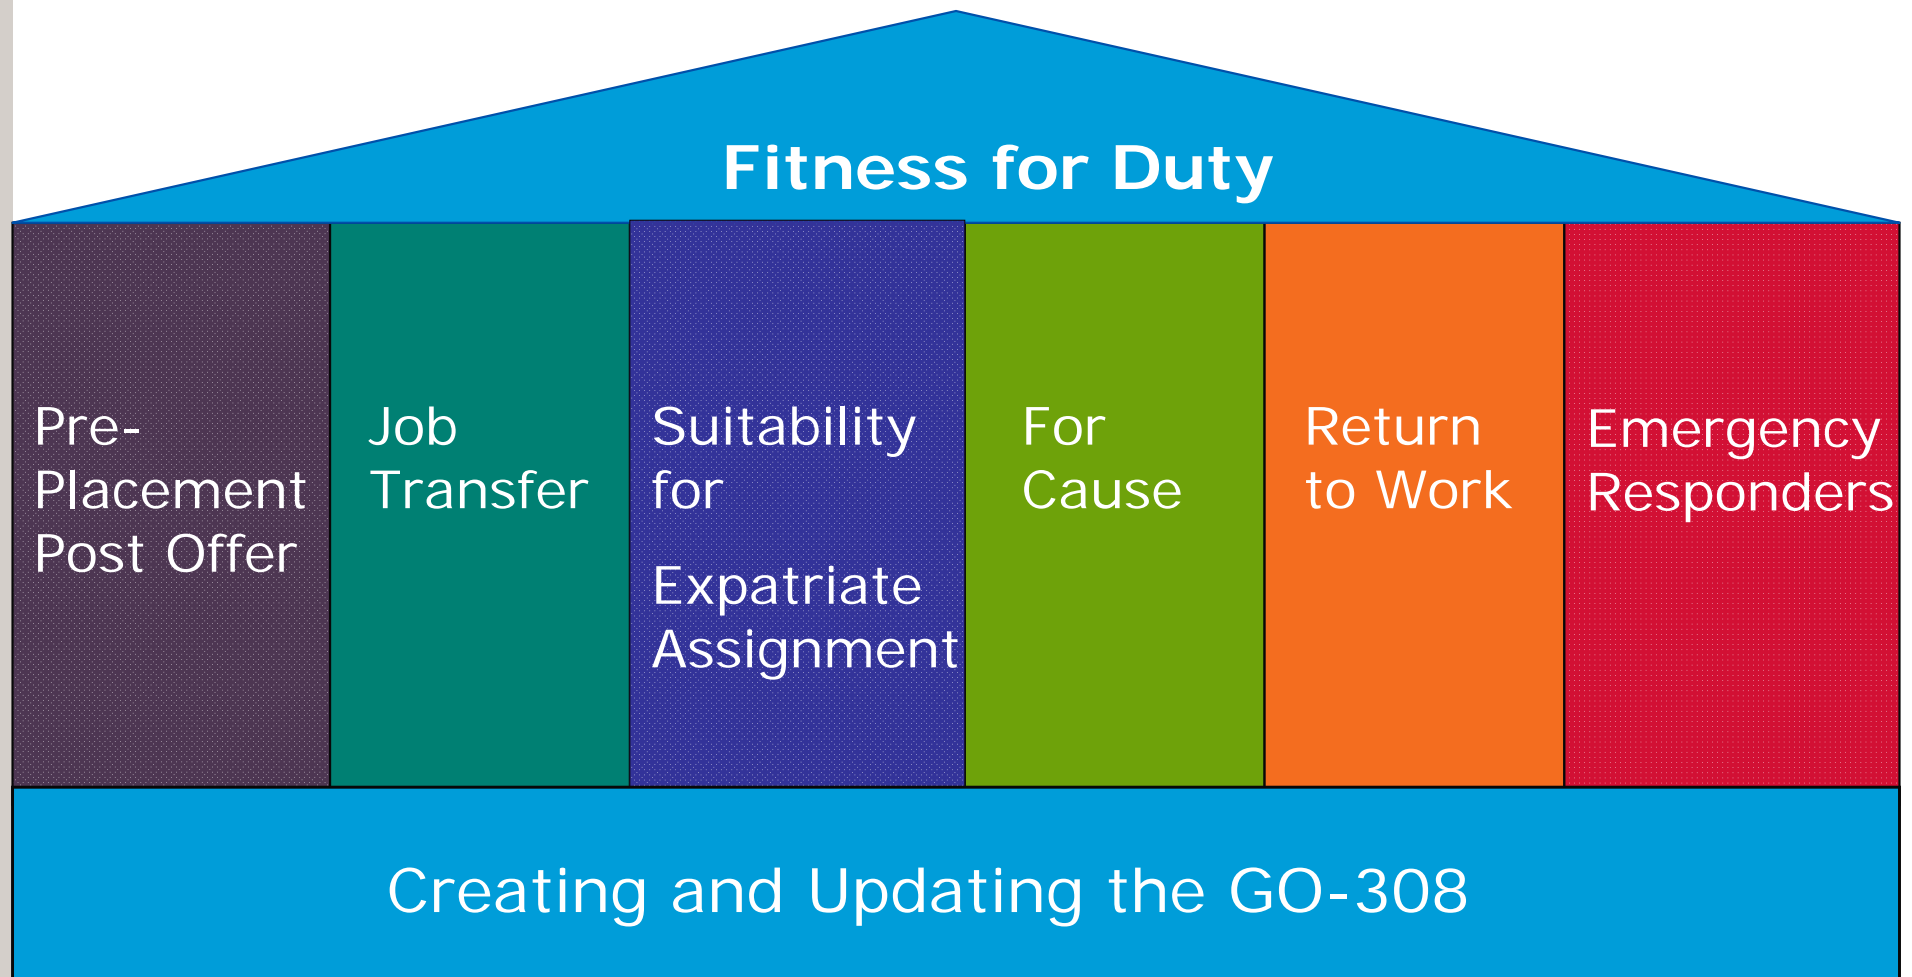 Fitness for Duty
Pre-
Placement
Post Offer
Job
Transfer
Suitability
for
Expatriate
Assignment
For
Cause
Return
to Work
Emergency
Responders
Creating and Updating the GO-308